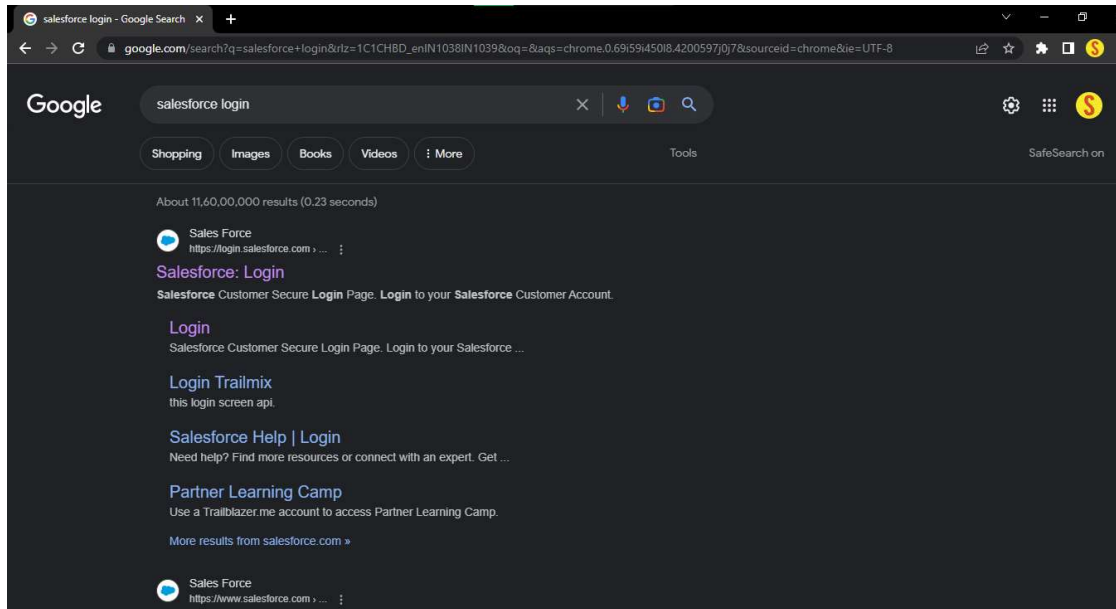 salesforce login - Google Search
google.com/search?q=salesforce+login&rlz=1C1CHBD_enIN1038IN1039&oq=&aqs=chrome.0.69i59i450l8.4200597j0j7&sourceid=chrome&ie=UTF-8
Google
salesforce login
Shopping Images Books Videos More Tools SafeSearch on
About 11,60,00,000 results (0.23 seconds)
Sales Force
https://login.salesforce.com › ...
Salesforce: Login
Salesforce Customer Secure Login Page. Login to your Salesforce Customer Account.
Login
Salesforce Customer Secure Login Page. Login to your Salesforce ...
Login Trailmix
this login screen api.
Salesforce Help | Login
Need help? Find more resources or connect with an expert. Get ...
Partner Learning Camp
Use a Trailblazer.me account to access Partner Learning Camp.
More results from salesforce.com »
Sales Force
https://www.salesforce.com › ...